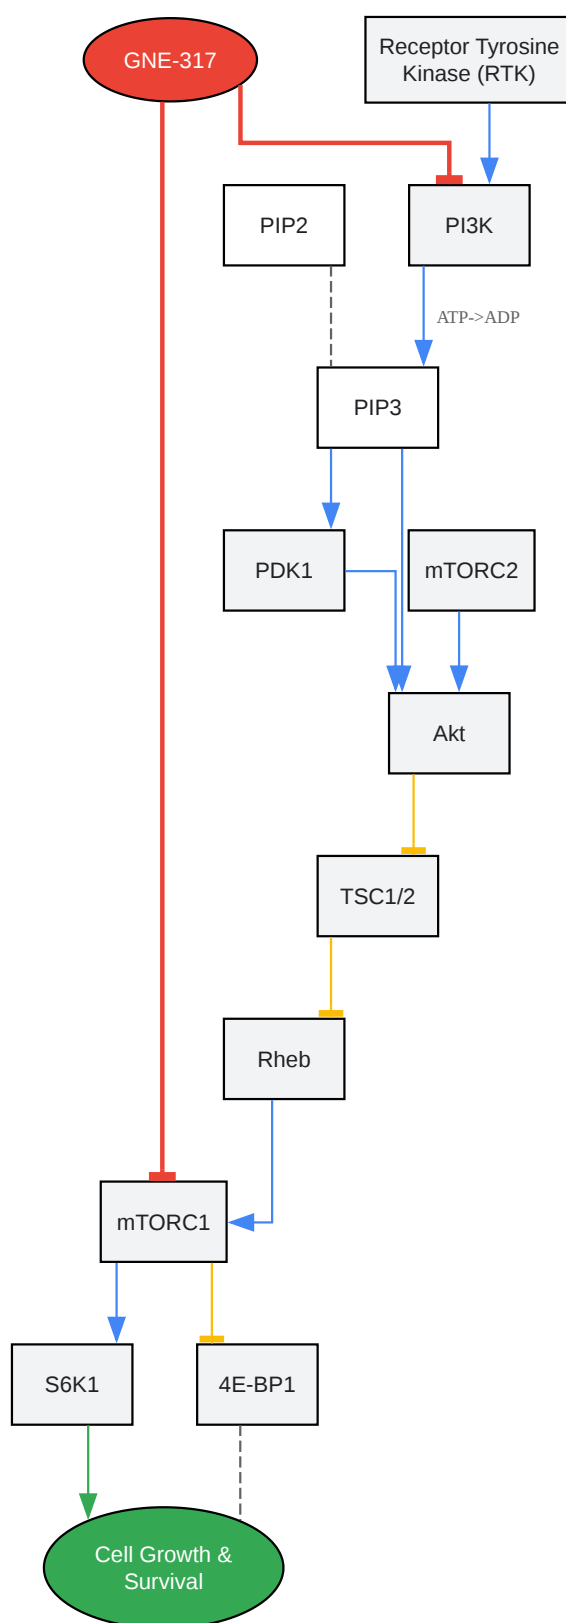 GNE-317
Receptor Tyrosine
Kinase (RTK)
PIP2
PI3K
ATP->ADP
PIP3
PDK1
mTORC2
Akt
TSC1/2
Rheb
mTORC1
S6K1
4E-BP1
Cell Growth &
Survival